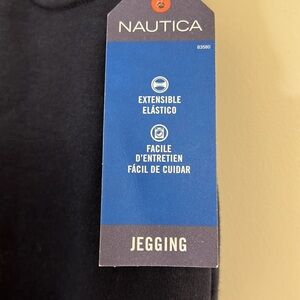 NAUTICA
83580
EXTENSIBLE
ELÁSTICO
FACILE
D'ENTRETIEN
FÁCIL DE CUIDAR
JEGGING